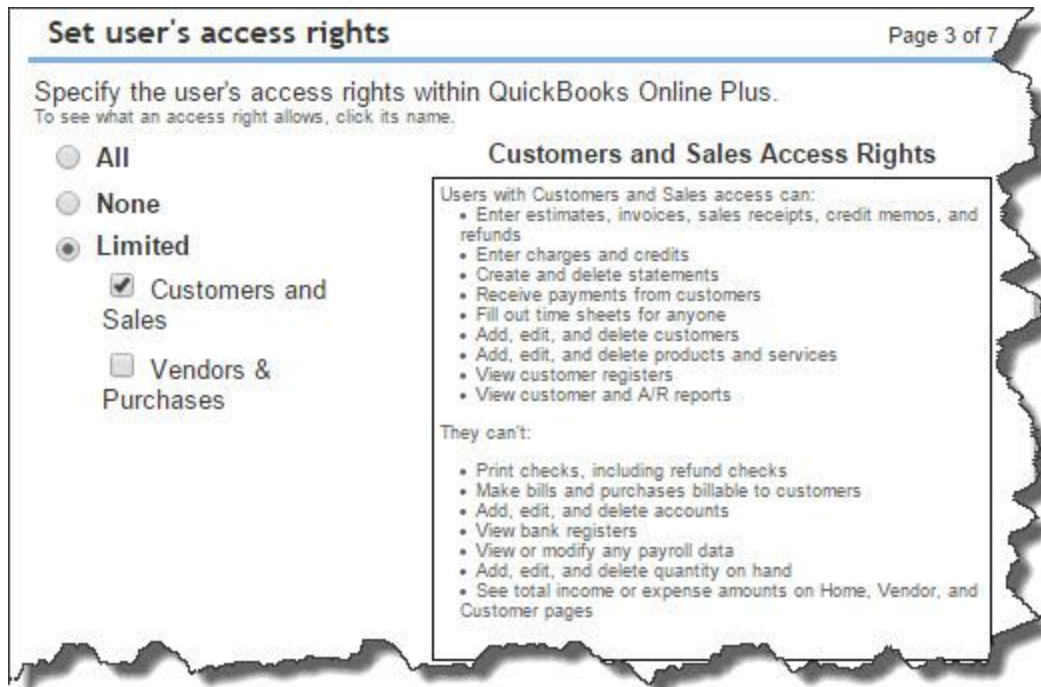 Set user's access rights
Page 3 of 7
Specify the user's access rights within QuickBooks Online Plus.
To see what an access right allows, click its name.
All
None
Limited
Customers and
Sales
Vendors &
Purchases
Customers and Sales Access Rights
Users with Customers and Sales access can:
• Enter estimates, invoices, sales receipts, credit memos, and
refunds
• Enter charges and credits
• Create and delete statements
• Receive payments from customers
• Fill out time sheets for anyone
• Add, edit, and delete customers
• Add, edit, and delete products and services
• View customer registers
• View customer and A/R reports
They can't:
• Print checks, including refund checks
• Make bills and purchases billable to customers
• Add, edit, and delete accounts
• View bank registers
• View or modify any payroll data
• Add, edit, and delete quantity on hand
• See total income or expense amounts on Home, Vendor, and
Customer pages